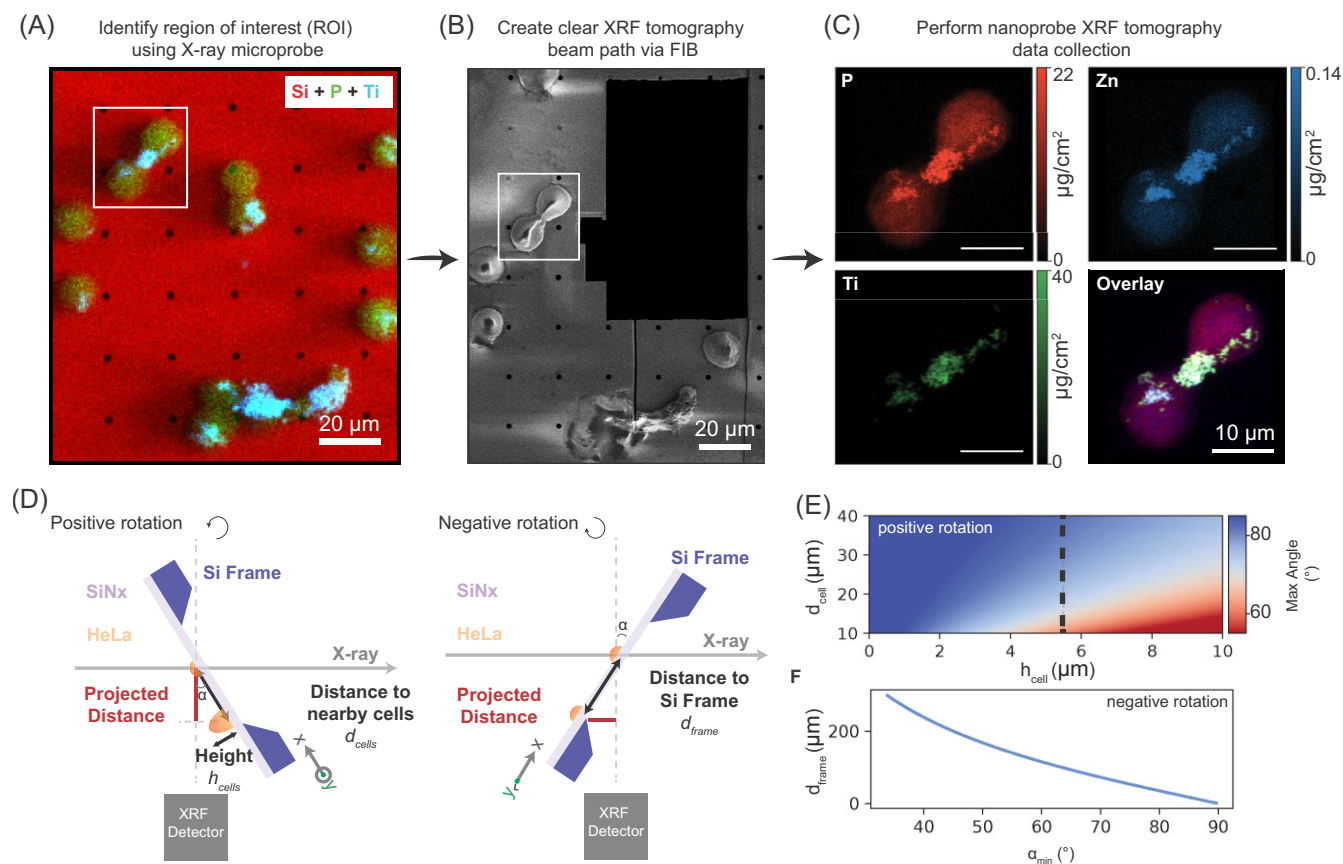 (A)
Identify region of interest (ROI)
using X-ray microprobe
Si + P + Ti
20 µm
(B)
Create clear XRF tomography
beam path via FIB
20 µm
(C)
Perform nanoprobe XRF tomography
data collection
P
22
µg/cm²
0
Zn
0.14
µg/cm²
0
Ti
40
µg/cm²
0
Overlay
10 µm
(D)
Positive rotation
Si Frame
SiNx
HeLa
X-ray
α
Projected
Distance
Distance to
nearby cells
d_cells
Height
h_cells
x
y
XRF
Detector
Negative rotation
Si Frame
SiNx
HeLa
α
X-ray
Projected
Distance
Distance to
Si Frame
d_frame
x
y
XRF
Detector
(E)
positive rotation
d_cell (µm)
40
30
20
10
0
2
4
6
8
10
h_cell (µm)
80
60
Max Angle
(°)
F
negative rotation
d_frame (µm)
200
0
40
50
60
70
80
90
α_min (°)